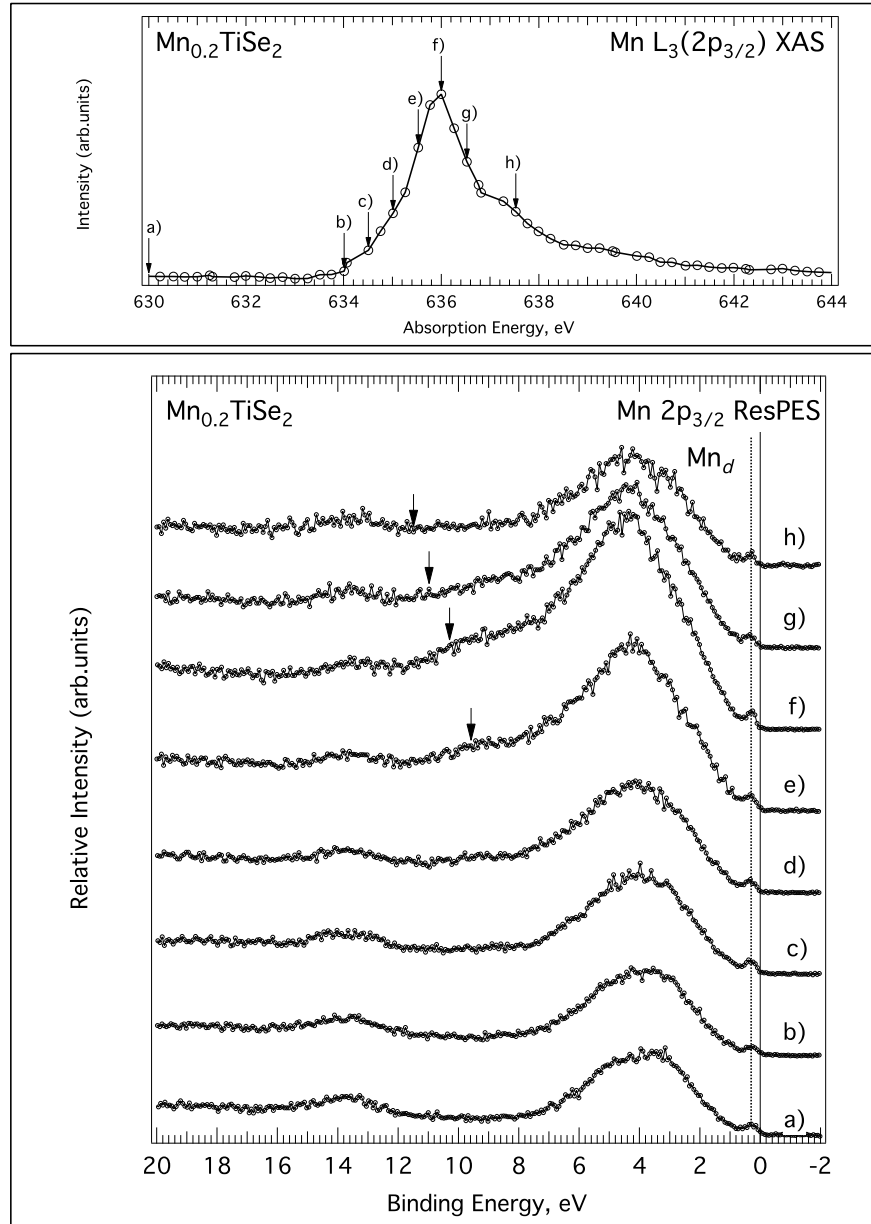 Mn₀.₂TiSe₂
Mn L₃(2p₃/₂) XAS
Intensity (arb.units)
a)
b)
c)
d)
e)
f)
g)
h)
630 632 634 636 638 640 642 644
Absorption Energy, eV
Mn₀.₂TiSe₂
Mn 2p₃/₂ ResPES
Mn_d
Relative Intensity (arb.units)
h)
g)
f)
e)
d)
c)
b)
a)
20 18 16 14 12 10 8 6 4 2 0 -2
Binding Energy, eV